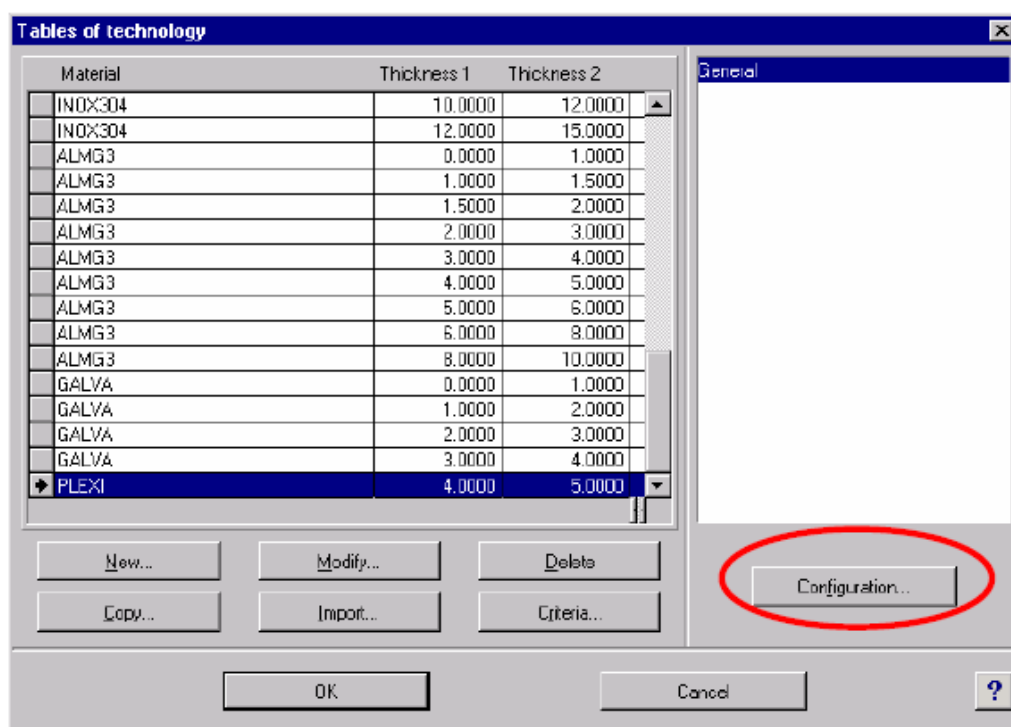 Tables of technology
Material Thickness 1 Thickness 2
INOX304 10.0000 12.0000
INOX304 12.0000 15.0000
ALMG3 0.0000 1.0000
ALMG3 1.0000 1.5000
ALMG3 1.5000 2.0000
ALMG3 2.0000 3.0000
ALMG3 3.0000 4.0000
ALMG3 4.0000 5.0000
ALMG3 5.0000 6.0000
ALMG3 6.0000 8.0000
ALMG3 8.0000 10.0000
GALVA 0.0000 1.0000
GALVA 1.0000 2.0000
GALVA 2.0000 3.0000
GALVA 3.0000 4.0000
PLEXI 4.0000 5.0000
New... Modify... Delete
Copy... Import... Criteria...
General
Configuration...
OK Cancel ?